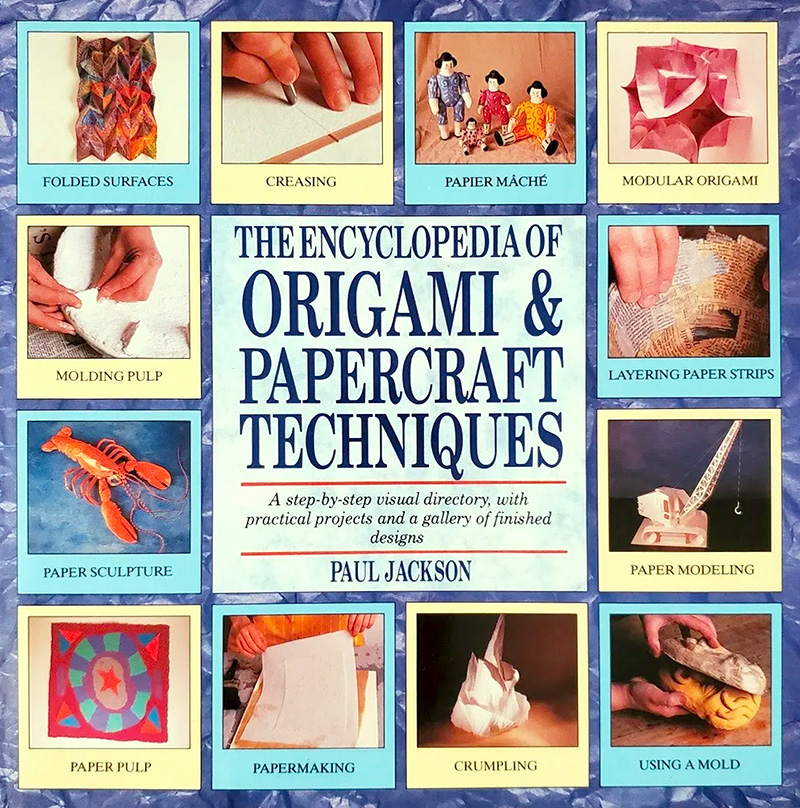 FOLDED SURFACES
CREASING
PAPIER MÂCHÉ
MODULAR ORIGAMI
MOLDING PULP
THE ENCYCLOPEDIA OF
ORIGAMI &
PAPERCRAFT
TECHNIQUES
A step-by-step visual directory, with
practical projects and a gallery of finished
designs
PAUL JACKSON
LAYERING PAPER STRIPS
PAPER SCULPTURE
PAPER MODELING
PAPER PULP
PAPERMAKING
CRUMPLING
USING A MOLD